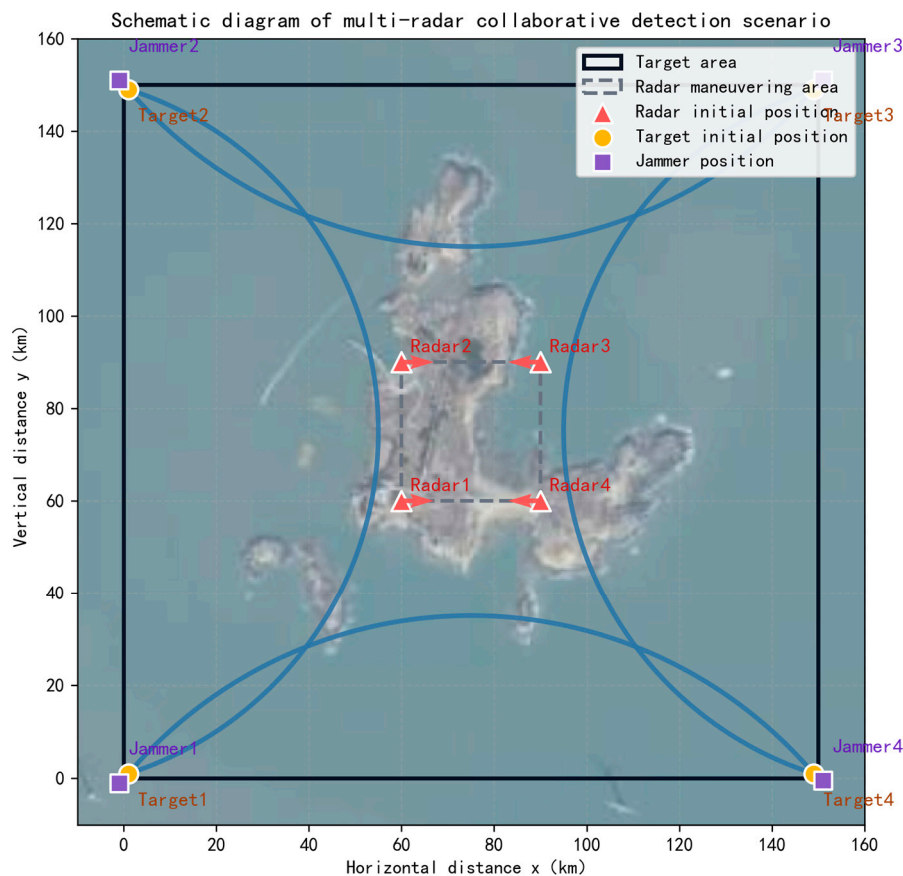 Schematic diagram of multi-radar collaborative detection scenario
160
140
120
100
80
60
40
20
0
Vertical distance y (km)
Jammer2
Target2
Jammer3
Target3
Target area
Radar maneuvering area
Radar initial position
Target initial position
Jammer position
Radar2
Radar3
Radar1
Radar4
Jammer1
Target1
Jammer4
Target4
0
20
40
60
80
100
120
140
160
Horizontal distance x (km)